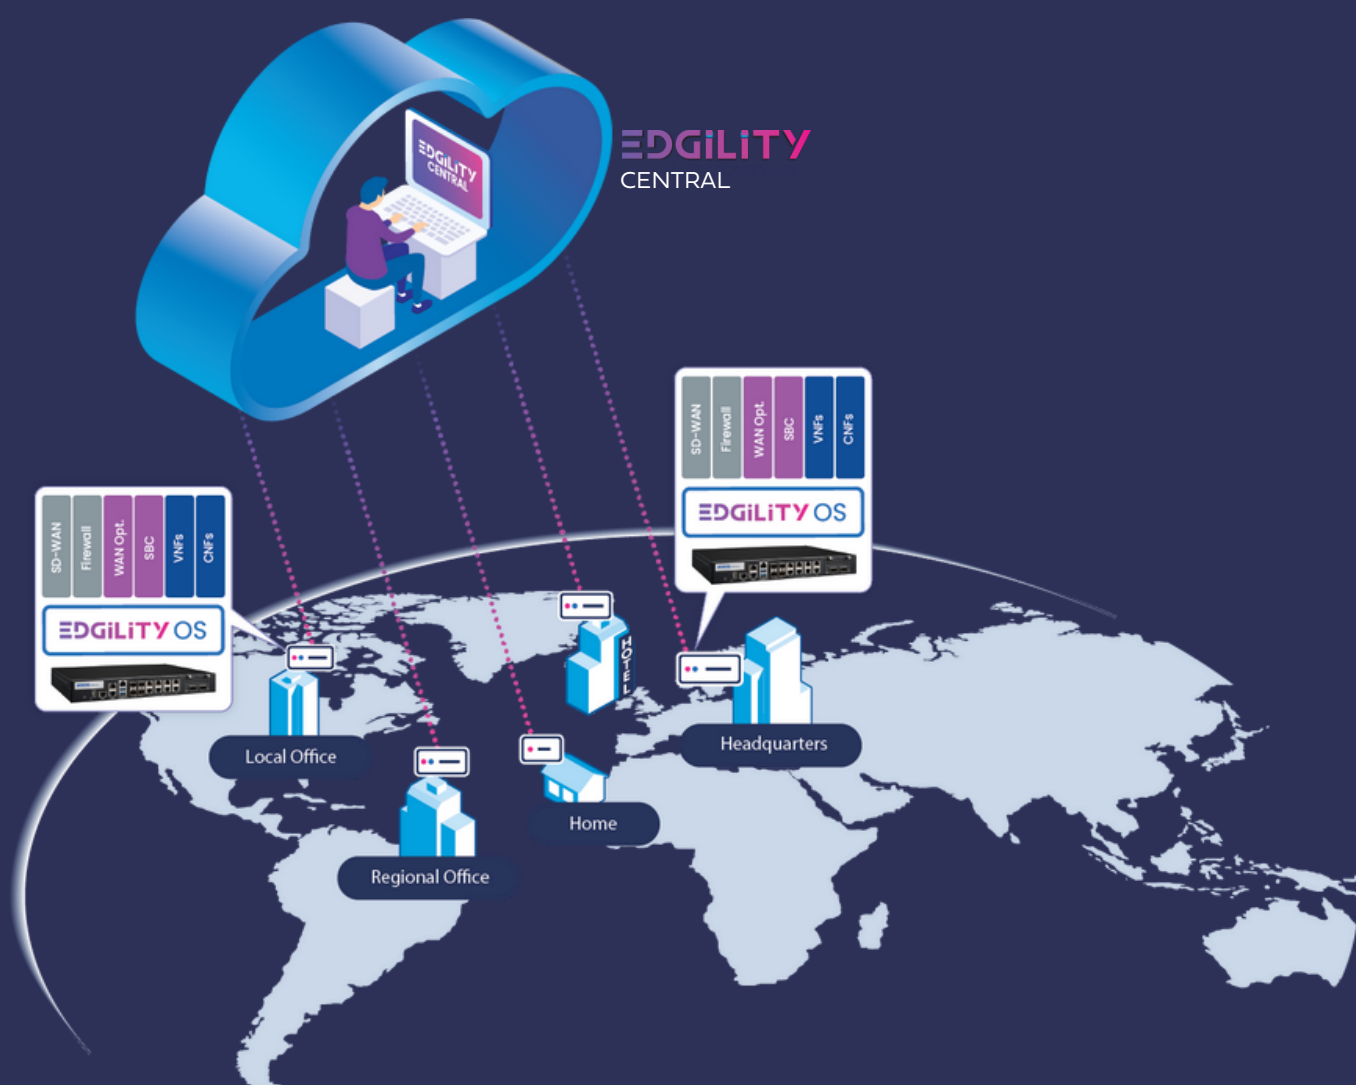 EDGiLiTY
CENTRAL
EDGiLiTY
CENTRAL
SD-WAN
Firewall
WAN Opt.
SBC
VNFs
CNFs
EDGiLiTY OS
SD-WAN
Firewall
WAN Opt.
SBC
VNFs
CNFs
EDGiLiTY OS
HOTEL
Local Office
Headquarters
Home
Regional Office